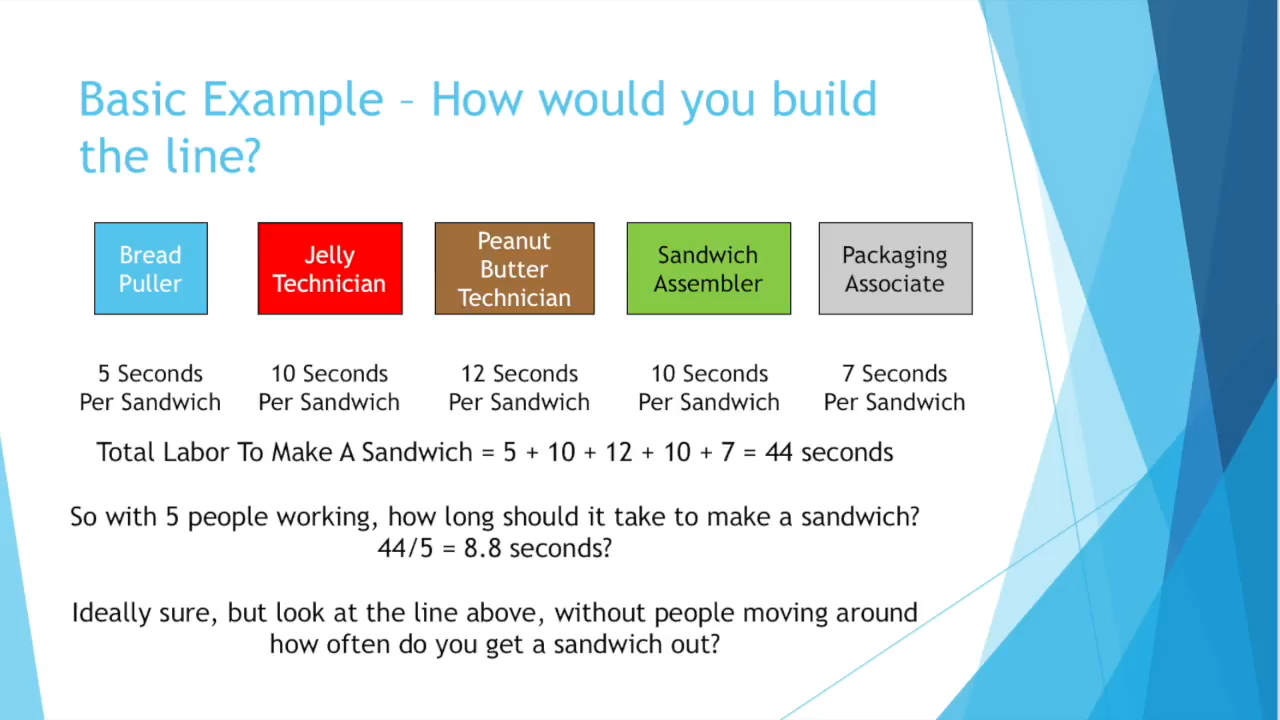 Basic Example – How would you build
the line?
Bread
Puller
Jelly
Technician
Peanut
Butter
Technician
Sandwich
Assembler
Packaging
Associate
5 Seconds
Per Sandwich
10 Seconds
Per Sandwich
12 Seconds
Per Sandwich
10 Seconds
Per Sandwich
7 Seconds
Per Sandwich
Total Labor To Make A Sandwich = 5 + 10 + 12 + 10 + 7 = 44 seconds
So with 5 people working, how long should it take to make a sandwich?
44/5 = 8.8 seconds?
Ideally sure, but look at the line above, without people moving around
how often do you get a sandwich out?